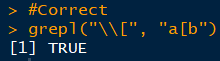 > #Correct
> grepl("\\[", "a[b")
[1] TRUE